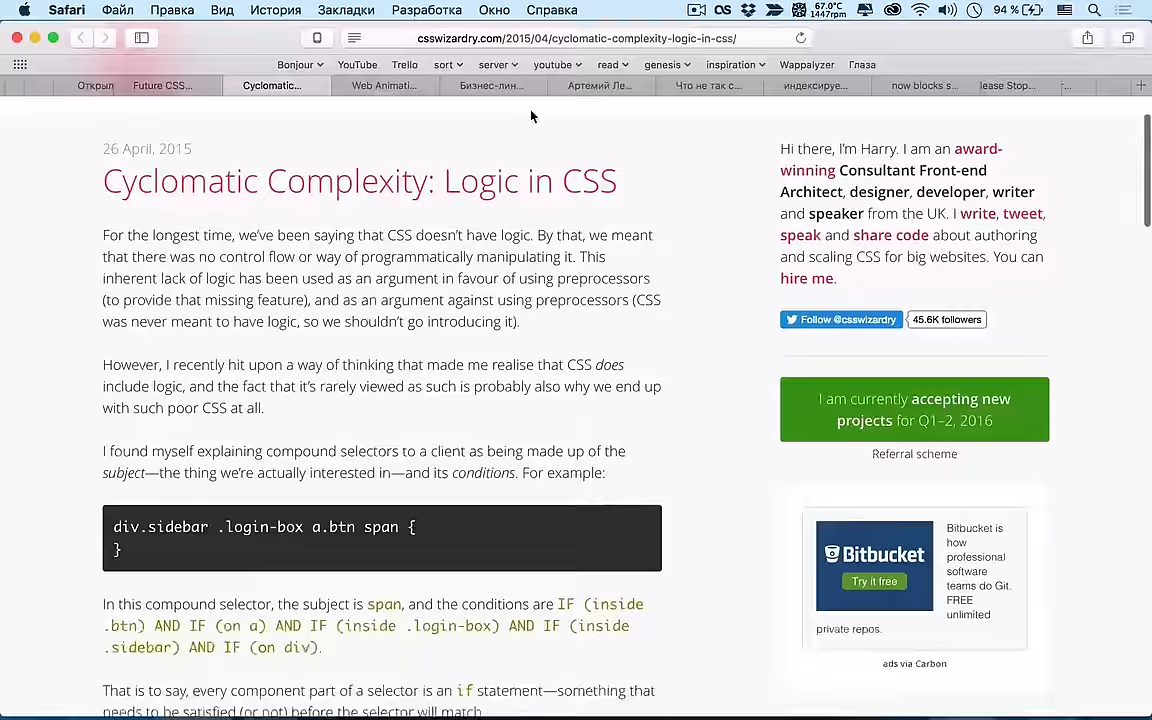 Safari Файл Правка Вид История Закладки Разработка Окно Справка 67.0°C 1447rpm 94 %
csswizardry.com/2015/04/cyclomatic-complexity-logic-in-css/
Bonjour YouTube Trello sort server youtube read genesis inspiration Wappalyzer Глаза
Открыл Future CSS... Cyclomatic... Web Animati... Бизнес-лин... Артемий Ле... Что не так с... индексируе... now blocks s... lease Stop...
26 April, 2015
Cyclomatic Complexity: Logic in CSS
For the longest time, we’ve been saying that CSS doesn’t have logic. By that, we meant
that there was no control flow or way of programmatically manipulating it. This
inherent lack of logic has been used as an argument in favour of using preprocessors
(to provide that missing feature), and as an argument against using preprocessors (CSS
was never meant to have logic, so we shouldn’t go introducing it).
However, I recently hit upon a way of thinking that made me realise that CSS does
include logic, and the fact that it’s rarely viewed as such is probably also why we end up
with such poor CSS at all.
I found myself explaining compound selectors to a client as being made up of the
subject—the thing we’re actually interested in—and its conditions. For example:
div.sidebar .login-box a.btn span {
}
In this compound selector, the subject is span, and the conditions are IF (inside
.btn) AND IF (on a) AND IF (inside .login-box) AND IF (inside
.sidebar) AND IF (on div).
That is to say, every component part of a selector is an if statement—something that
needs to be satisfied (or not) before the selector will match.
Hi there, I’m Harry. I am an award-
winning Consultant Front-end
Architect, designer, developer, writer
and speaker from the UK. I write, tweet,
speak and share code about authoring
and scaling CSS for big websites. You can
hire me.
Follow @csswizardry 45.6K followers
I am currently accepting new
projects for Q1–2, 2016
Referral scheme
Bitbucket
Try it free
Bitbucket is
how
professional
software
teams do Git.
FREE
unlimited
private repos.
ads via Carbon